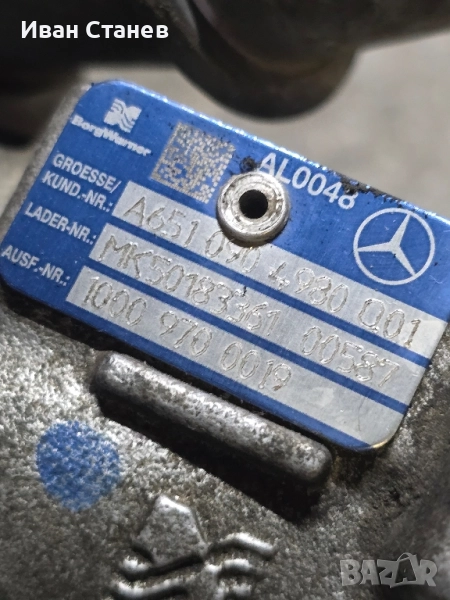 Иван Станев
BorgWarner
AL0048
GROESSE/
KUND.-NR.: A651 090 4980 Q01
LADER-NR.: MK50183361 00587
AUSF.-NR.: 1000 970 0019
BAZAR